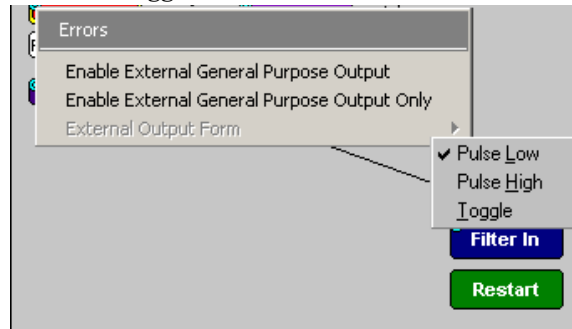 Errors
Enable External General Purpose Output
Enable External General Purpose Output Only
External Output Form
✔ Pulse Low
Pulse High
Toggle
Filter In
Restart